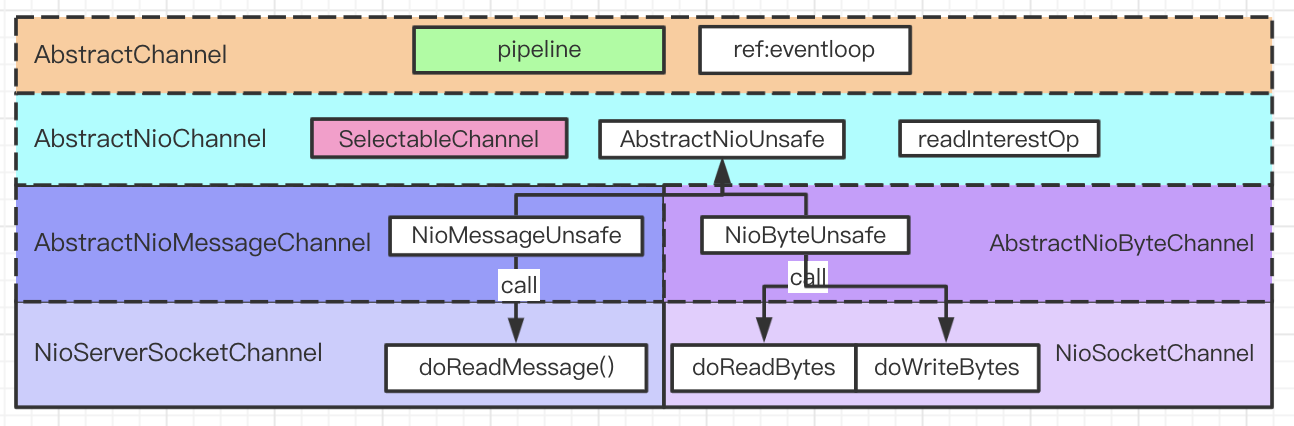 AbstractChannel
pipeline
ref:eventloop
AbstractNioChannel
SelectableChannel
AbstractNioUnsafe
readInterestOp
AbstractNioMessageChannel
NioMessageUnsafe
NioByteUnsafe
AbstractNioByteChannel
call
call
NioServerSocketChannel
doReadMessage()
doReadBytes
doWriteBytes
NioSocketChannel